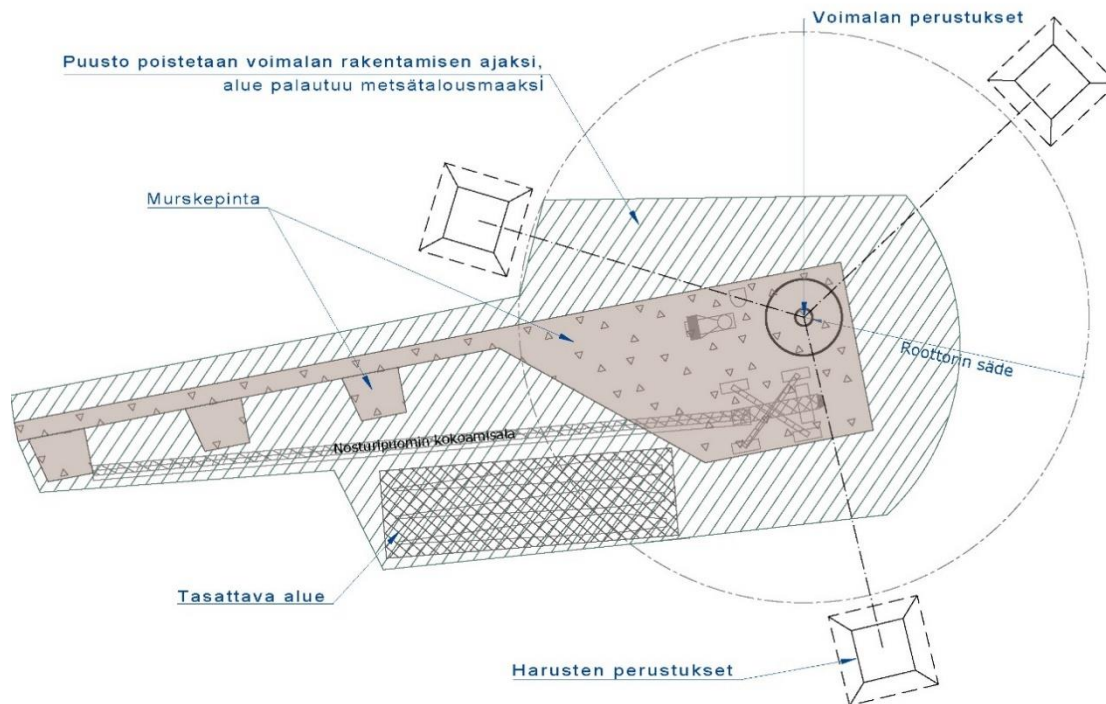 Voimalan perustukset
Puusto poistetaan voimalan rakentamisen ajaksi,
alue palautuu metsätalousmaaksi
Murskepinta
Roottorin säde
Nosturipuomin kokoamisala
Tasattava alue
Harusten perustukset